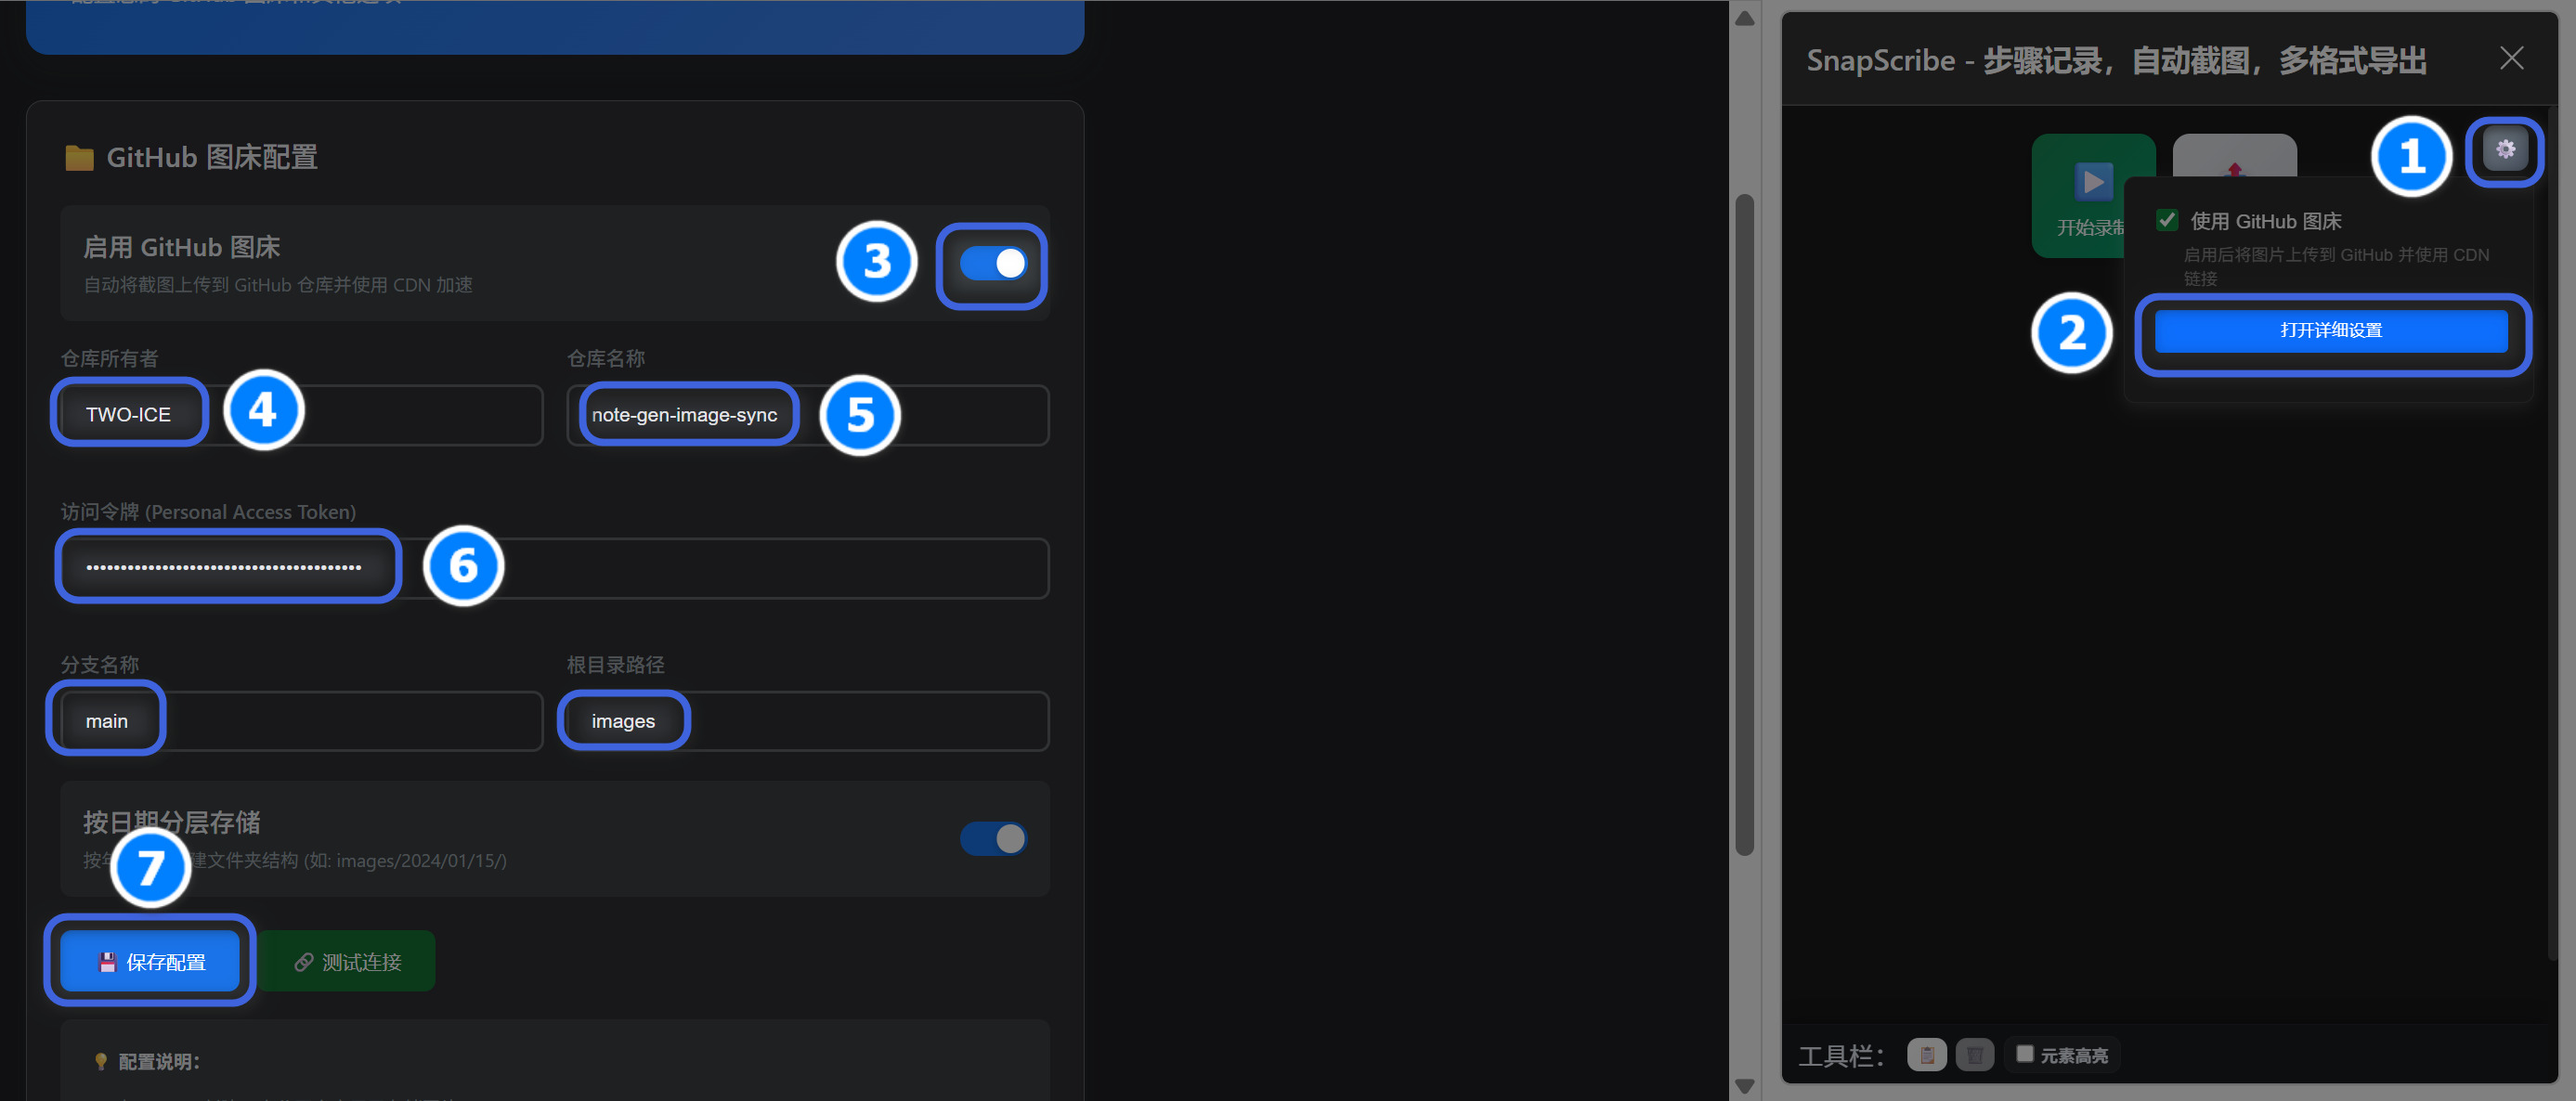 GitHub 图床配置
启用 GitHub 图床
自动将截图上传到 GitHub 仓库并使用 CDN 加速
3
仓库所有者
仓库名称
TWO-ICE
4
note-gen-image-sync
5
访问令牌 (Personal Access Token)
••••••••••••••••••••••••••••••••••••••••
6
分支名称
根目录路径
main
images
按日期分层存储
建文件夹结构 (如: images/2024/01/15/)
7
保存配置
测试连接
配置说明：
SnapScribe - 步骤记录，自动截图，多格式导出
1
开始录制
使用 GitHub 图床
启用后将图片上传到 GitHub 并使用 CDN
链接
2
打开详细设置
工具栏：
元素高亮